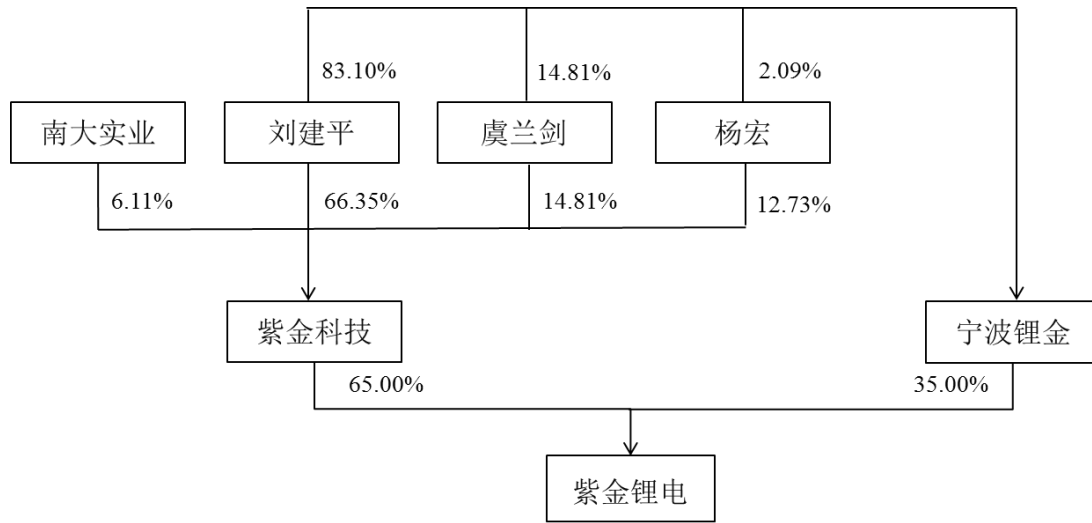 83.10%
14.81%
2.09%
南大实业
刘建平
虞兰剑
杨宏
6.11%
66.35%
14.81%
12.73%
紫金科技
宁波锂金
65.00%
35.00%
紫金锂电